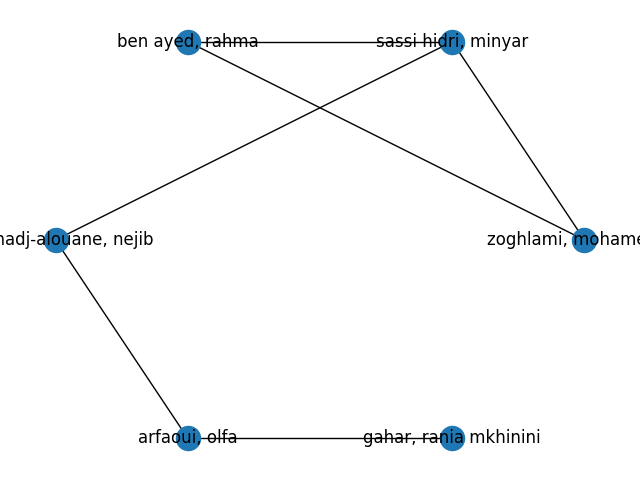 ben ayed, rahma
sassi hidri, minyar
hadj-alouane, nejib
zoghlami, mohame
arfaoui, olfa
gahar, rania mkhinini